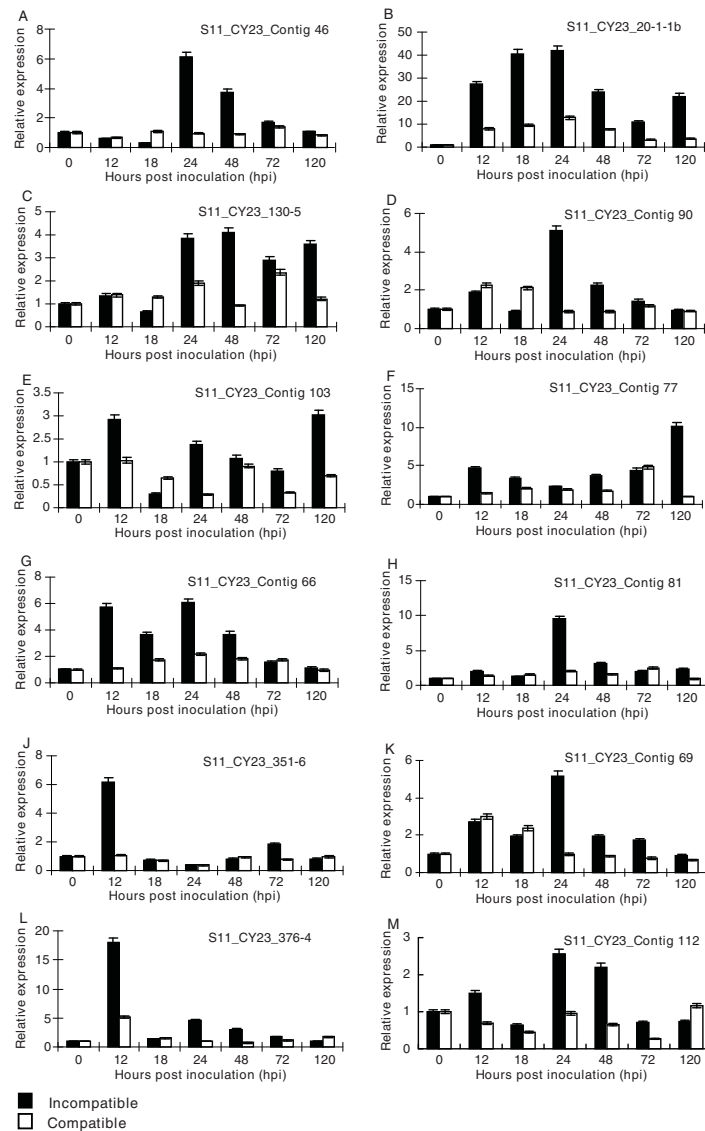 A
S11_CY23_Contig 46
Relative expression
8
6
4
2
0
0 12 18 24 48 72 120
Hours post inoculation (hpi)
B
S11_CY23_20-1-1b
Relative expression
50
40
30
20
10
0
0 12 18 24 48 72 120
Hours post inoculation (hpi)
C
S11_CY23_130-5
Relative expression
5
4
3
2
1
0
0 12 18 24 48 72 120
Hours post inoculation (hpi)
D
S11_CY23_Contig 90
Relative expression
6
4
2
0
0 12 18 24 48 72 120
Hours post inoculation (hpi)
E
S11_CY23_Contig 103
Relative expression
3.5
3
2.5
1
0.5
0
0 12 18 24 48 72 120
Hours post inoculation (hpi)
F
S11_CY23_Contig 77
Relative expression
15
10
5
0
0 12 18 24 48 72 120
Hours post inoculation (hpi)
G
S11_CY23_Contig 66
Relative expression
8
6
4
2
0
0 12 18 24 48 72 120
Hours post inoculation (hpi)
H
S11_CY23_Contig 81
Relative expression
15
10
5
0
0 12 18 24 48 72 120
Hours post inoculation (hpi)
J
S11_CY23_351-6
Relative expression
8
6
4
2
0
0 12 18 24 48 72 120
Hours post inoculation (hpi)
K
S11_CY23_Contig 69
Relative expression
6
4
2
0
0 12 18 24 48 72 120
Hours post inoculation (hpi)
L
S11_CY23_376-4
Relative expression
20
15
10
5
0
0 12 18 24 48 72 120
Hours post inoculation (hpi)
M
S11_CY23_Contig 112
Relative expression
3
2
1
0
0 12 18 24 48 72 120
Hours post inoculation (hpi)
Incompatible
Compatible